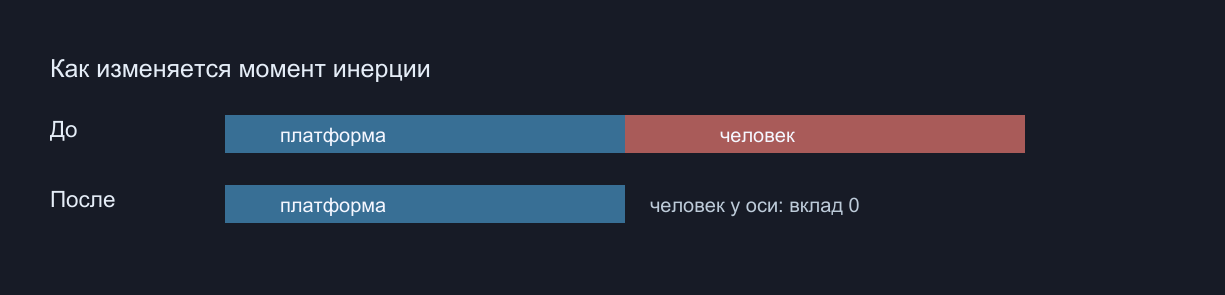 Как изменяется момент инерции
До
платформа
человек
После
платформа
человек у оси: вклад 0